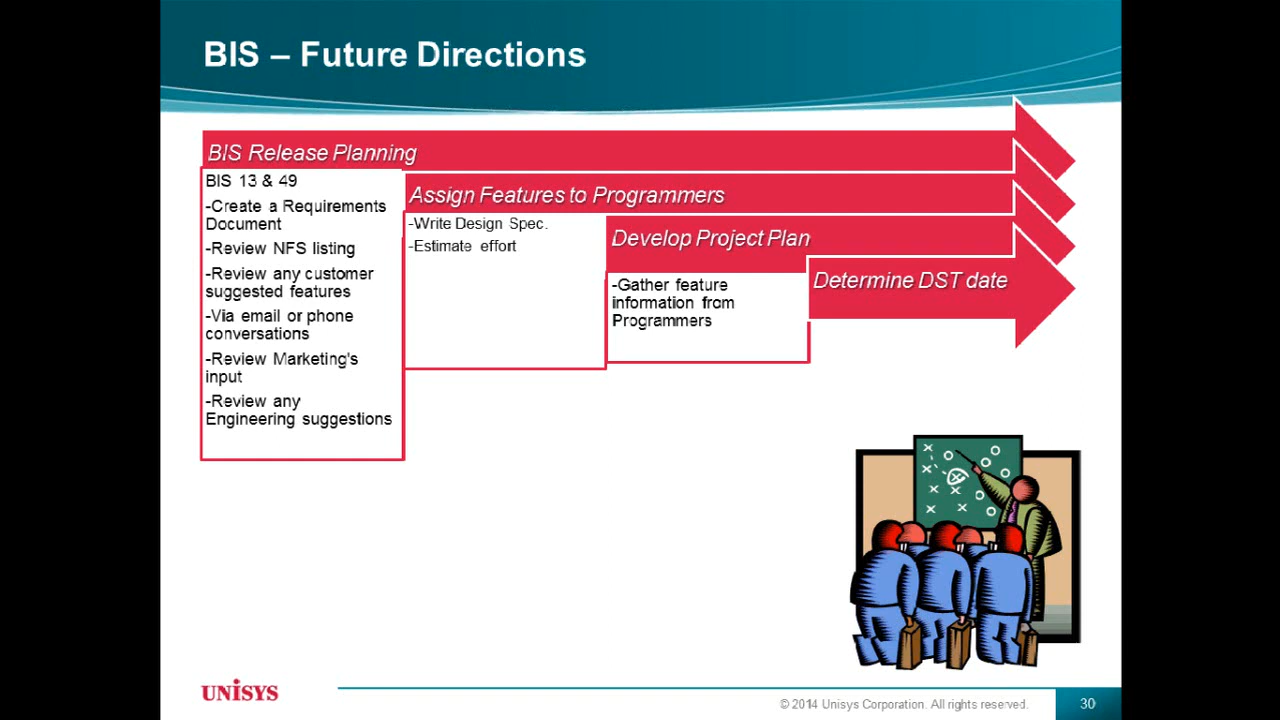 BIS – Future Directions
BIS Release Planning
BIS 13 & 49
-Create a Requirements
Document
-Review NFS listing
-Review any customer
suggested features
-Via email or phone
conversations
-Review Marketing's
input
-Review any
Engineering suggestions
Assign Features to Programmers
-Write Design Spec.
-Estimate effort
Develop Project Plan
-Gather feature
information from
Programmers
Determine DST date
UNISYS
© 2014 Unisys Corporation. All rights reserved.
30